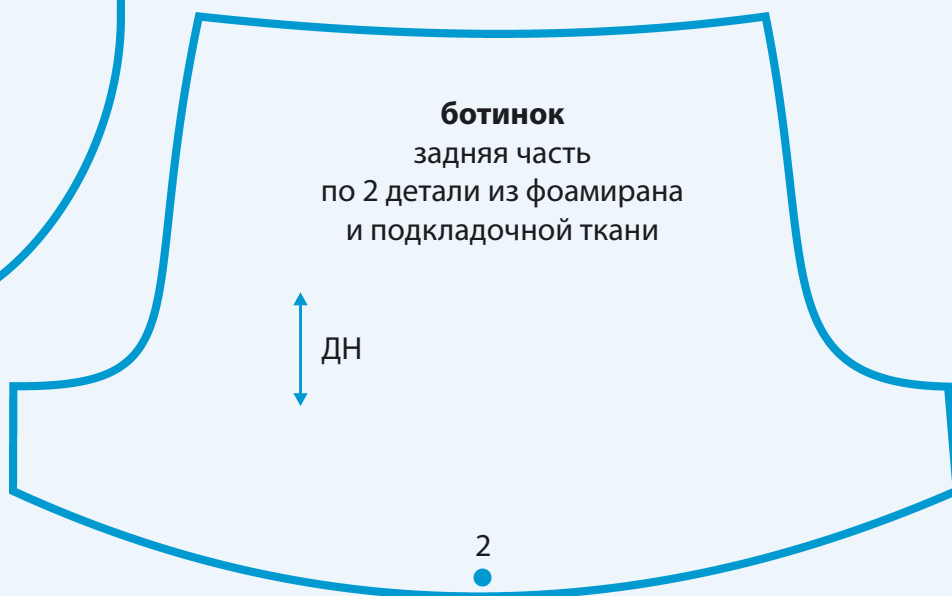 ботинок
задняя часть
по 2 детали из фоамирана
и подкладочной ткани
ДН
2